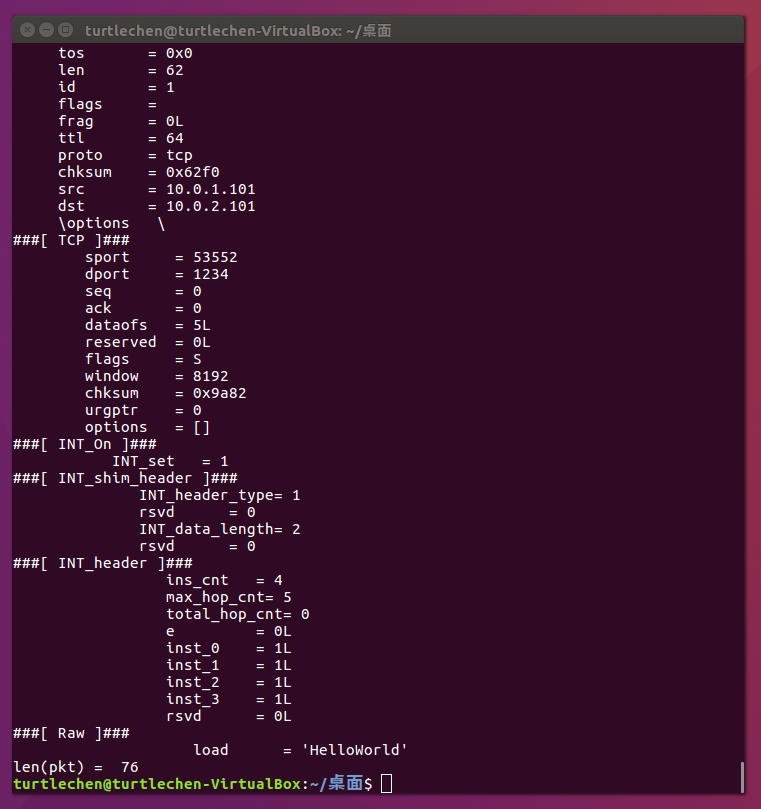 turtlechen@turtlechen-VirtualBox: ~/桌面
     tos       = 0x0
     len       = 62
     id        = 1
     flags     =
     frag      = 0L
     ttl       = 64
     proto     = tcp
     chksum    = 0x62f0
     src       = 10.0.1.101
     dst       = 10.0.2.101
     \options   \
###[ TCP ]###
        sport     = 53552
        dport     = 1234
        seq       = 0
        ack       = 0
        dataofs   = 5L
        reserved  = 0L
        flags     = S
        window    = 8192
        chksum    = 0x9a82
        urgptr    = 0
        options   = []
###[ INT_On ]###
           INT_set   = 1
###[ INT_shim_header ]###
              INT_header_type= 1
              rsvd      = 0
              INT_data_length= 2
              rsvd      = 0
###[ INT_header ]###
                 ins_cnt   = 4
                 max_hop_cnt= 5
                 total_hop_cnt= 0
                 e         = 0L
                 inst_0    = 1L
                 inst_1    = 1L
                 inst_2    = 1L
                 inst_3    = 1L
                 rsvd      = 0L
###[ Raw ]###
                    load      = 'HelloWorld'
len(pkt) =  76
turtlechen@turtlechen-VirtualBox:~/桌面$